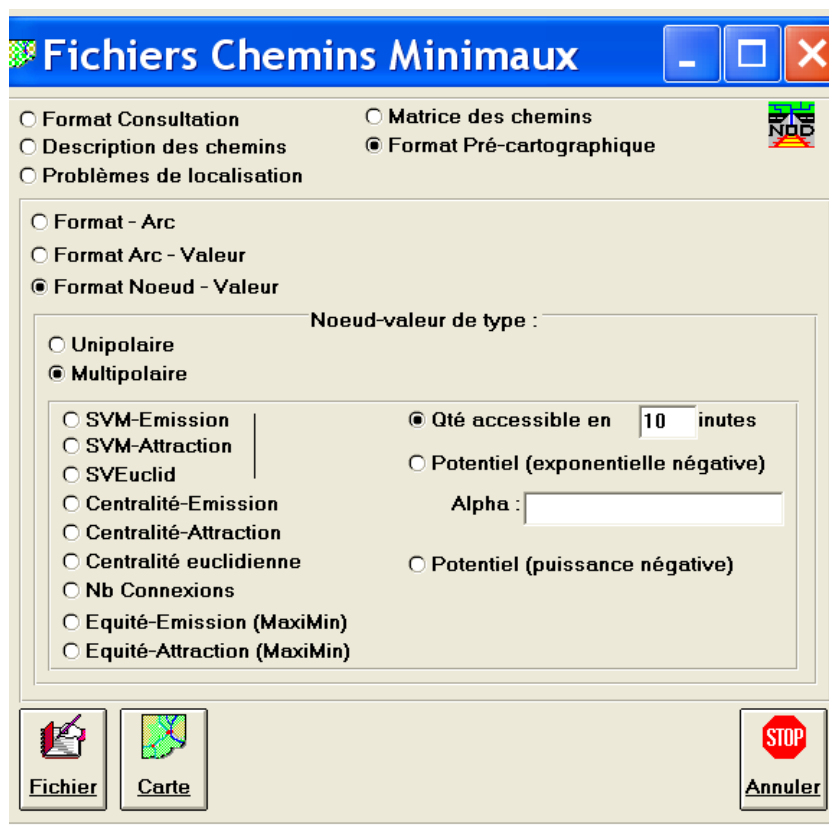 Fichiers Chemins Minimaux
Format Consultation
Matrice des chemins
Description des chemins
Format Pré-cartographique
Problèmes de localisation
NOD
Format - Arc
Format Arc - Valeur
Format Noeud - Valeur
Noeud-valeur de type :
Unipolaire
Multipolaire
SVM-Emission
SVM-Attraction
SVEuclid
Centralité-Emission
Centralité-Attraction
Centralité euclidienne
Nb Connexions
Equité-Emission (MaxiMin)
Equité-Attraction (MaxiMin)
Qté accessible en 10 inutes
Potentiel (exponentielle négative)
Alpha :
Potentiel (puissance négative)
Fichier
Carte
STOP
Annuler